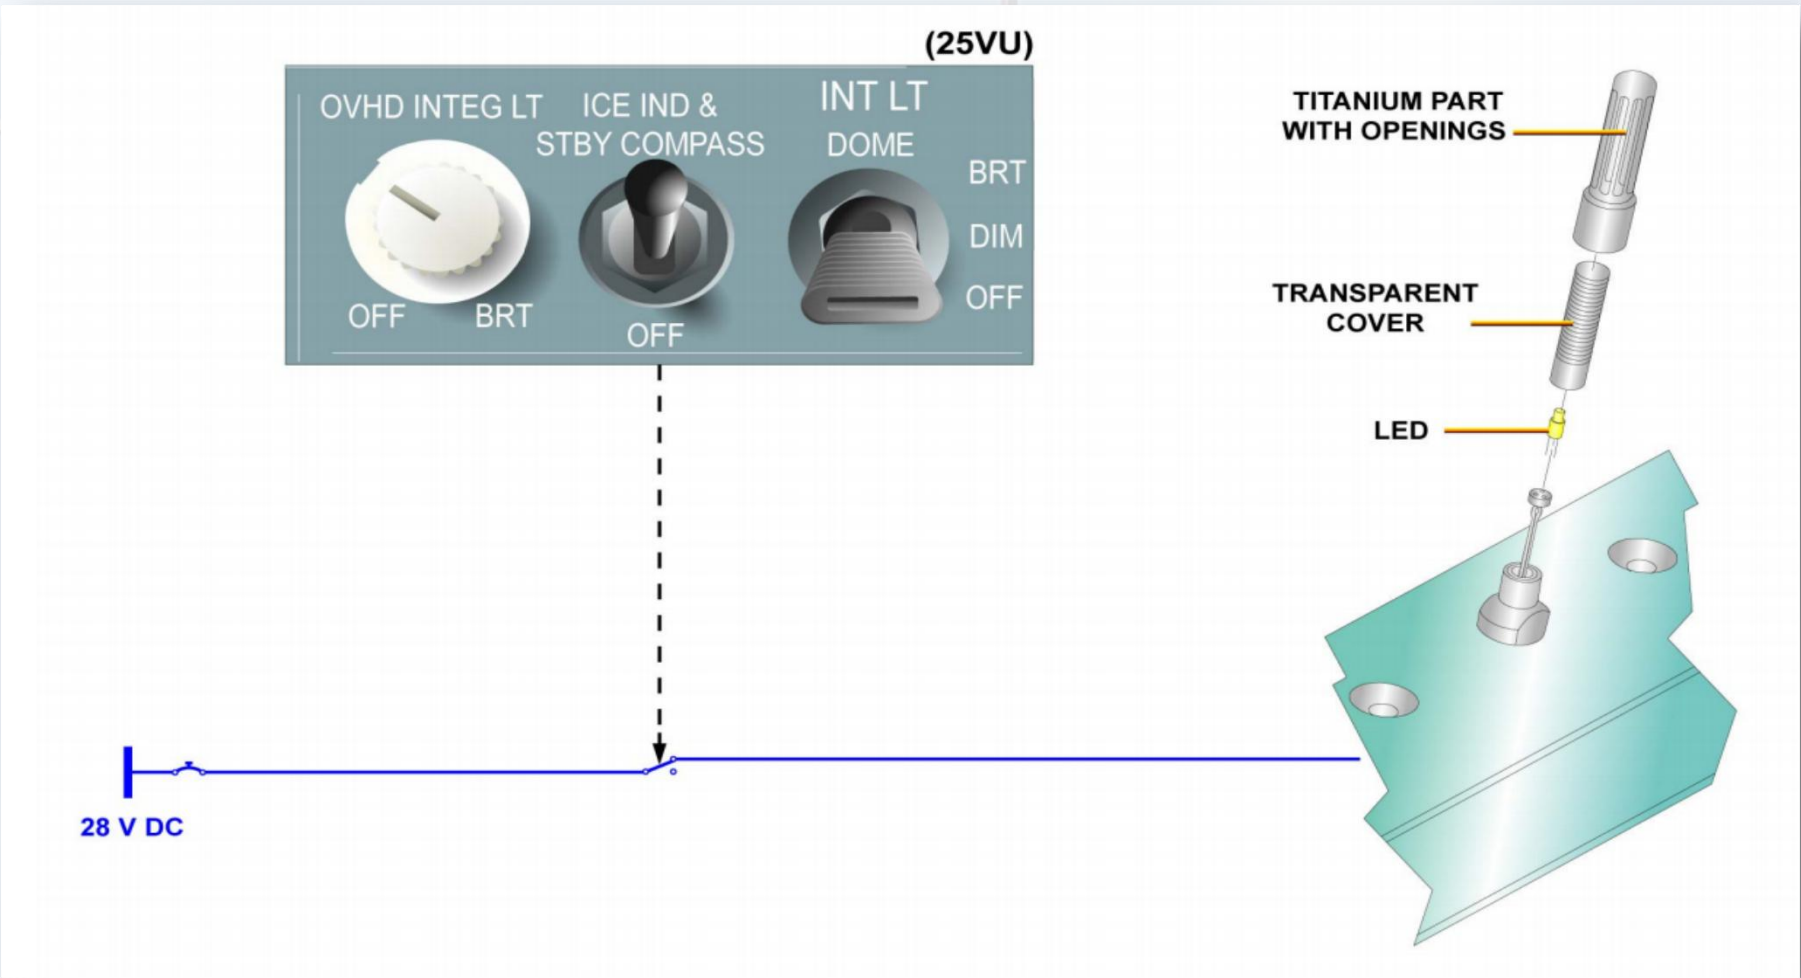 (25VU)
OVHD INTEG LT
ICE IND &
STBY COMPASS
INT LT
DOME
BRT
DIM
OFF
OFF
BRT
OFF
TITANIUM PART
WITH OPENINGS
TRANSPARENT
COVER
LED
28 V DC